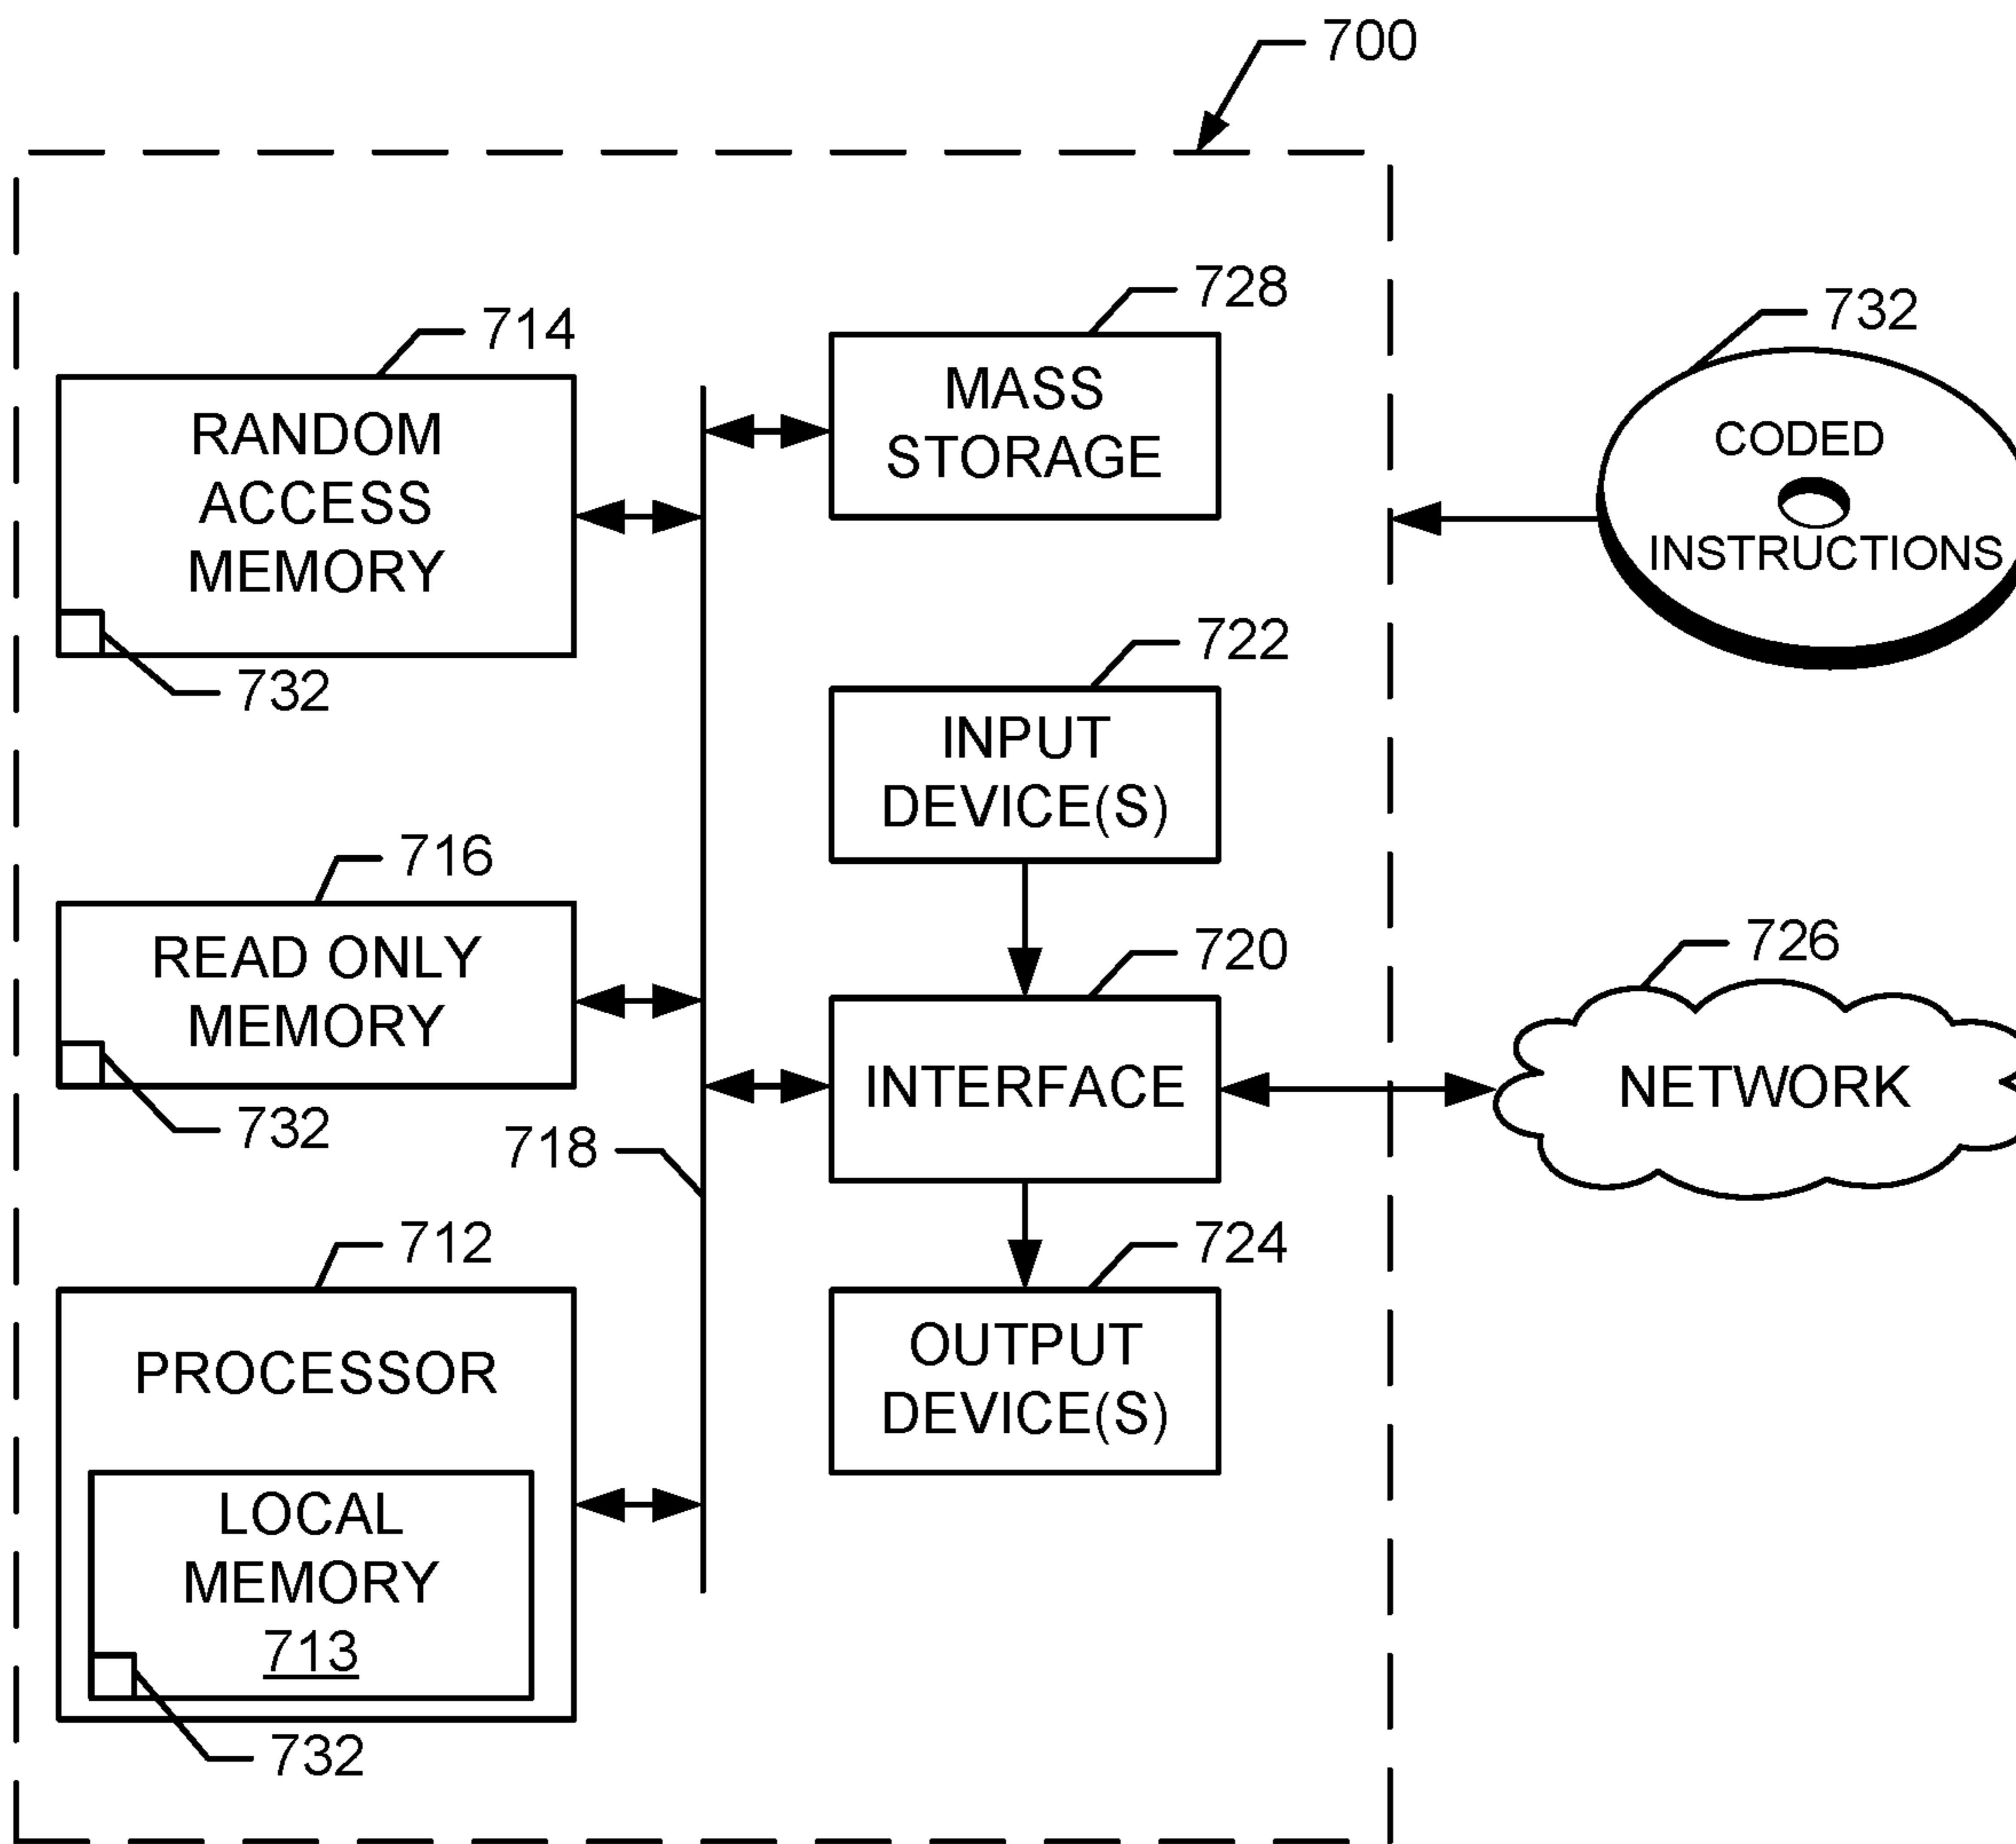 700
728
MASS
STORAGE
714
RANDOM
ACCESS
MEMORY
732
732
CODED
INSTRUCTIONS
722
INPUT
DEVICE(S)
716
READ ONLY
MEMORY
732
720
INTERFACE
726
NETWORK
718
712
PROCESSOR
LOCAL
MEMORY
713
732
724
OUTPUT
DEVICE(S)